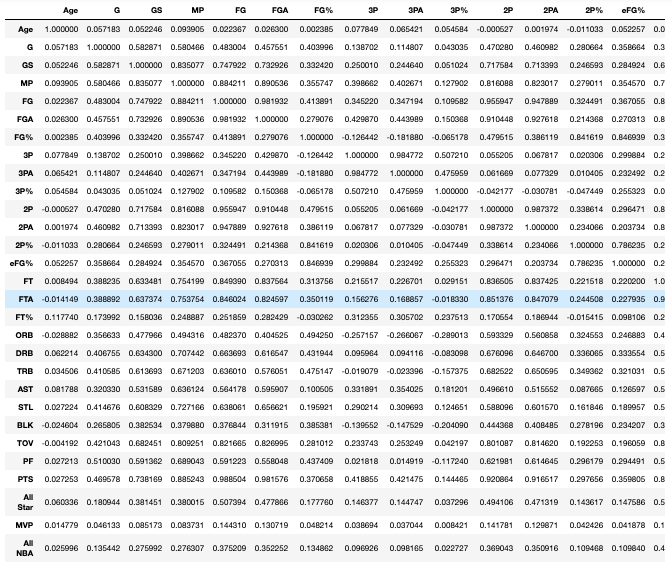 Age G GS MP FG FGA FG% 3P 3PA 3P% 2P 2PA 2P% eFG%
Age 1.000000 0.057183 0.052246 0.093905 0.022367 0.026300 0.002385 0.077849 0.065421 0.054584 -0.000527 0.001974 -0.011033 0.052257 0.0
G 0.057183 1.000000 0.582871 0.580466 0.483004 0.457551 0.403996 0.138702 0.114807 0.043035 0.470280 0.460982 0.280664 0.358664 0.3
GS 0.052246 0.582871 1.000000 0.835077 0.747922 0.732926 0.332420 0.250010 0.244640 0.051024 0.717584 0.713393 0.246593 0.284924 0.6
MP 0.093905 0.580466 0.835077 1.000000 0.884211 0.890536 0.355747 0.398662 0.402671 0.127902 0.816088 0.823017 0.279011 0.354570 0.7
FG 0.022367 0.483004 0.747922 0.884211 1.000000 0.981932 0.413891 0.345220 0.347194 0.109582 0.955947 0.947889 0.324491 0.367055 0.8
FGA 0.026300 0.457551 0.732926 0.890536 0.981932 1.000000 0.279076 0.429870 0.443989 0.150368 0.910448 0.927618 0.214268 0.270313 0.8
FG% 0.002385 0.403996 0.332420 0.355747 0.413891 0.279076 1.000000 -0.126442 -0.181880 -0.065178 0.479515 0.386119 0.841619 0.846939 0.3
3P 0.077849 0.138702 0.250010 0.398662 0.345220 0.429870 -0.126442 1.000000 0.984772 0.507210 0.055205 0.067817 0.020306 0.299884 0.2
3PA 0.065421 0.114807 0.244640 0.402671 0.347194 0.443989 -0.181880 0.984772 1.000000 0.475959 0.061669 0.077329 0.010405 0.232492 0.2
3P% 0.054584 0.043035 0.051024 0.127902 0.109582 0.150368 -0.065178 0.507210 0.475959 1.000000 -0.042177 -0.030781 -0.047449 0.255323 0.0
2P -0.000527 0.470280 0.717584 0.816088 0.955947 0.910448 0.479515 0.055205 0.061669 -0.042177 1.000000 0.987372 0.338614 0.296471 0.8
2PA 0.001974 0.460982 0.713393 0.823017 0.947889 0.927618 0.386119 0.067817 0.077329 -0.030781 0.987372 1.000000 0.234066 0.203734 0.8
2P% -0.011033 0.280664 0.246593 0.279011 0.324491 0.214268 0.841619 0.020306 0.010405 -0.047449 0.338614 0.234066 1.000000 0.786235 0.2
eFG% 0.052257 0.358664 0.284924 0.354570 0.367055 0.270313 0.846939 0.299884 0.232492 0.255323 0.296471 0.203734 0.786235 1.000000 0.2
FT 0.008494 0.388235 0.633481 0.754199 0.849390 0.837564 0.313756 0.215517 0.226701 0.029151 0.836505 0.837425 0.221518 0.220200 1.0
FTA -0.014149 0.388892 0.637374 0.753754 0.846024 0.824597 0.350119 0.156276 0.168857 -0.018330 0.851376 0.847079 0.244508 0.227935 0.9
FT% 0.117740 0.173992 0.158036 0.248887 0.251859 0.282429 -0.030262 0.312355 0.305702 0.237513 0.170554 0.186944 -0.015415 0.098106 0.2
ORB -0.028882 0.356633 0.477966 0.494316 0.482370 0.404525 0.494250 -0.257157 -0.266067 -0.289013 0.593329 0.560858 0.324553 0.246883 0.4
DRB 0.062214 0.406755 0.634300 0.707442 0.663693 0.616547 0.431944 0.095964 0.094116 -0.083098 0.676096 0.646700 0.336065 0.333554 0.5
TRB 0.034506 0.410585 0.613693 0.671203 0.636010 0.576051 0.475147 -0.019079 -0.023396 -0.157375 0.682522 0.650595 0.349362 0.321031 0.5
AST 0.081788 0.320330 0.531589 0.636124 0.564178 0.595797 0.100505 0.331891 0.354025 0.181201 0.496610 0.515552 0.087665 0.126597 0.5
STL 0.027224 0.414676 0.608329 0.727166 0.638061 0.656621 0.195921 0.290214 0.309693 0.124651 0.588096 0.601570 0.161846 0.189957 0.5
BLK -0.024604 0.265805 0.382534 0.379880 0.376844 0.311915 0.385381 -0.139552 -0.147529 -0.204090 0.444368 0.408485 0.278196 0.234207 0.3
TOV -0.004192 0.421043 0.682451 0.809251 0.821665 0.826995 0.281012 0.233743 0.253249 0.042197 0.801087 0.814620 0.192253 0.196059 0.8
PF 0.027213 0.510030 0.591362 0.689043 0.591223 0.558048 0.437409 0.021818 0.014919 -0.117240 0.621981 0.614645 0.296179 0.294491 0.5
PTS 0.027253 0.469578 0.738169 0.885243 0.988504 0.981576 0.370658 0.418855 0.421475 0.144465 0.920864 0.916517 0.297656 0.359805 0.8
All
Star 0.060336 0.180944 0.381451 0.380015 0.507394 0.477866 0.177760 0.146377 0.144747 0.037296 0.494106 0.471319 0.143617 0.147586 0.5
MVP 0.014779 0.046133 0.085173 0.083731 0.144310 0.130719 0.048214 0.038694 0.037044 0.008421 0.141781 0.129871 0.042426 0.041878 0.1
All
NBA 0.025996 0.135442 0.275992 0.276307 0.375209 0.352252 0.134862 0.096926 0.098165 0.022727 0.369043 0.350916 0.109468 0.109840 0.4